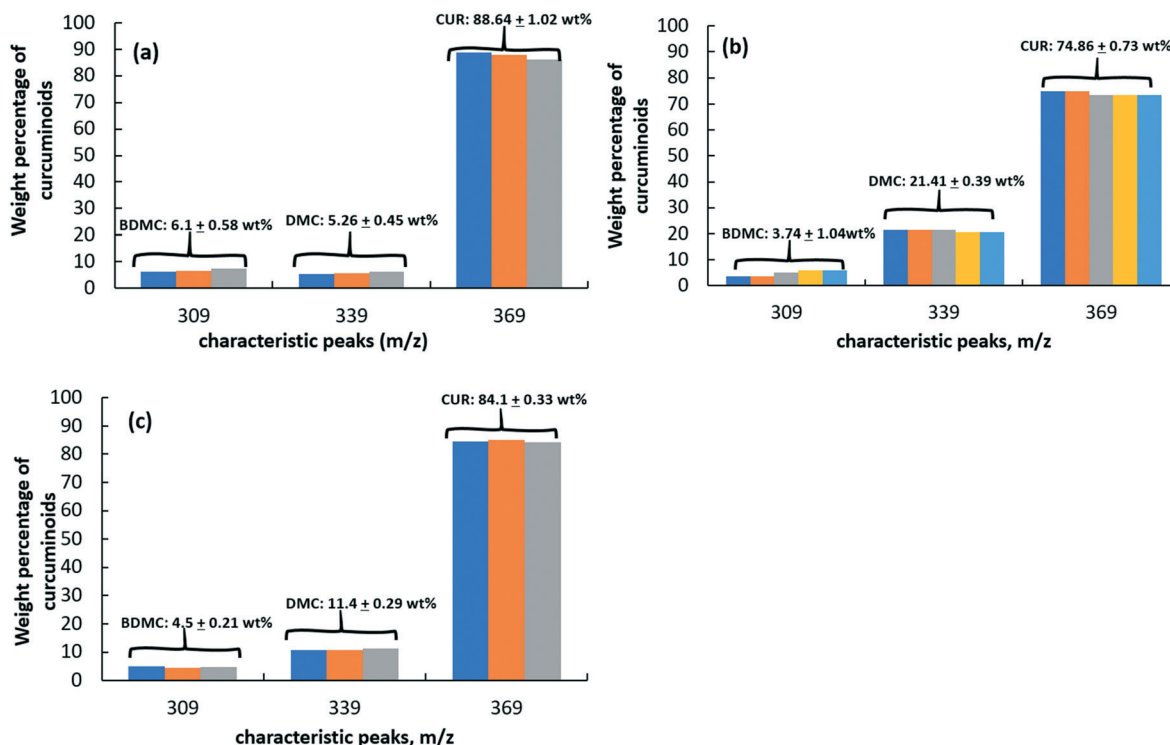 (a)
Weight percentage of
curcuminoids
100
90
80
70
60
50
40
30
20
10
0
BDMC: 6.1 ± 0.58 wt%
DMC: 5.26 ± 0.45 wt%
CUR: 88.64 ± 1.02 wt%
309
339
369
characteristic peaks (m/z)
(b)
Weight percentage of
curcuminoids
100
90
80
70
60
50
40
30
20
10
0
BDMC: 3.74 ± 1.04wt%
DMC: 21.41 ± 0.39 wt%
CUR: 74.86 ± 0.73 wt%
309
339
369
characteristic peaks, m/z
(c)
Weight percentage of
curcuminoids
100
90
80
70
60
50
40
30
20
10
0
BDMC: 4.5 ± 0.21 wt%
DMC: 11.4 ± 0.29 wt%
CUR: 84.1 ± 0.33 wt%
309
339
369
characteristic peaks, m/z